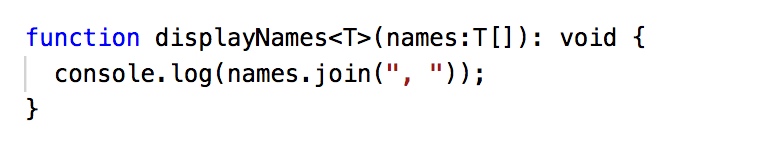 function displayNames<T>(names:T[]): void {
  console.log(names.join(", "));
}